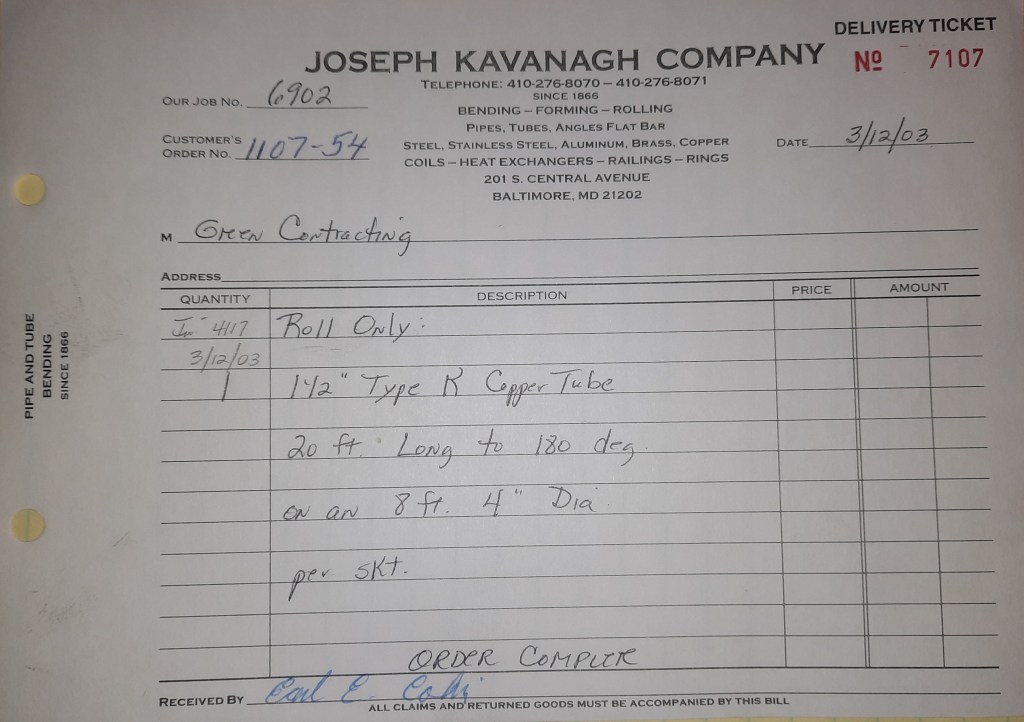 DELIVERY TICKET
JOSEPH KAVANAGH COMPANY
Nº 7107
TELEPHONE: 410-276-8070 – 410-276-8071
SINCE 1866
OUR JOB NO. 6902
BENDING – FORMING – ROLLING
PIPES, TUBES, ANGLES FLAT BAR
CUSTOMER'S
ORDER NO. 1107-54
STEEL, STAINLESS STEEL, ALUMINUM, BRASS, COPPER
DATE 3/12/03
COILS – HEAT EXCHANGERS – RAILINGS – RINGS
201 S. CENTRAL AVENUE
BALTIMORE, MD 21202
M Green Contracting
ADDRESS
QUANTITY DESCRIPTION PRICE AMOUNT
4117 Roll Only:
3/12/03
1 1 1/2" Type K Copper Tube
20 ft. Long to 180 deg.
on an 8 ft. 4" Dia.
per skt.
ORDER COMPLETE
RECEIVED BY Earl E.
ALL CLAIMS AND RETURNED GOODS MUST BE ACCOMPANIED BY THIS BILL
PIPE AND TUBE
BENDING
SINCE 1866